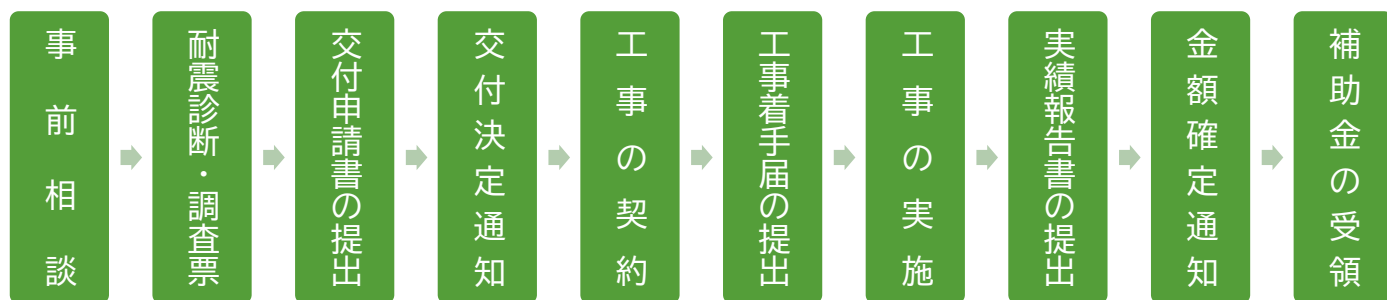 事前相談
耐震診断・調査票
交付申請書の提出
交付決定通知
工事の契約
工事着手届の提出
工事の実施
実績報告書の提出
金額確定通知
補助金の受領